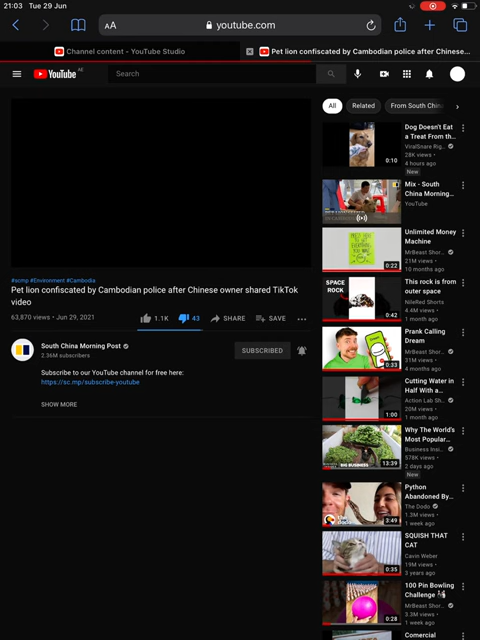 21:03 Tue 29 Jun
AA
youtube.com
Channel content - YouTube Studio
Pet lion confiscated by Cambodian police after Chinese...
YouTube AE
Search
All
Related
From South China
Dog Doesn't Eat
a Treat From th...
ViralSnare Rig...
28K views •
4 hours ago
New
0:10
Mix - South
China Morning...
YouTube
Unlimited Money
Machine
MrBeast Shor...
21M views •
10 months ago
0:22
SPACE
ROCK
This rock is from
outer space
NileRed Shorts
4.4M views •
1 month ago
0:42
Prank Calling
Dream
MrBeast Shor...
31M views •
4 months ago
0:33
Cutting Water in
Half With a...
Action Lab Sh...
20M views •
1 month ago
1:00
Why The World's
Most Popular...
Business Insi...
578K views •
2 days ago
New
BIG BUSINESS
13:39
Python
Abandoned By...
The Dodo
1.3M views •
1 week ago
the
dodo
3:49
SQUISH THAT
CAT
Cavin Weber
19M views •
3 years ago
0:35
100 Pin Bowling
Challenge
MrBeast Shor...
3.3M views •
1 week ago
0:28
Comercial
#scmp #Environment #Cambodia
Pet lion confiscated by Cambodian police after Chinese owner shared TikTok
video
63,870 views • Jun 29, 2021
1.1K
43
SHARE
SAVE
South China Morning Post
2.36M subscribers
SUBSCRIBED
Subscribe to our YouTube channel for free here:
https://sc.mp/subscribe-youtube
SHOW MORE